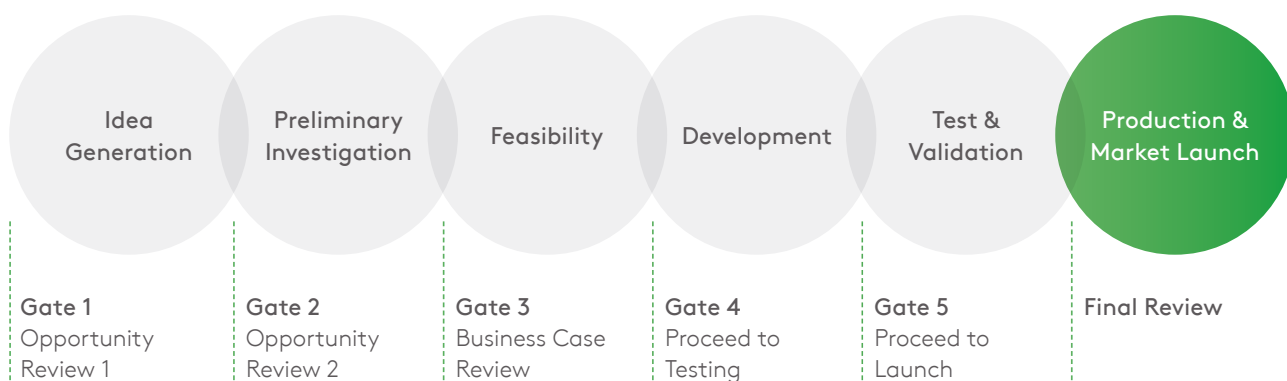 Idea
Generation
Preliminary
Investigation
Feasibility
Development
Test &
Validation
Production &
Market Launch
Gate 1
Opportunity
Review 1
Gate 2
Opportunity
Review 2
Gate 3
Business Case
Review
Gate 4
Proceed to
Testing
Gate 5
Proceed to
Launch
Final Review